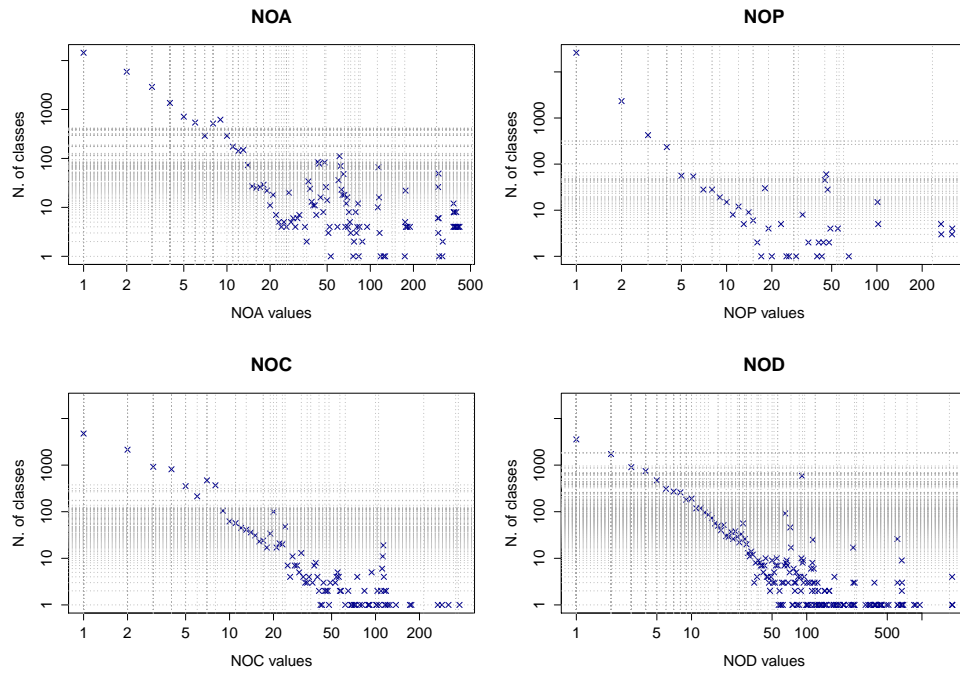 NOA
N. of classes
1 10 100 1000
1 2 5 10 20 50 100 200 500
NOA values
NOP
N. of classes
1 10 100 1000
1 2 5 10 20 50 100 200
NOP values
NOC
N. of classes
1 10 100 1000
1 2 5 10 20 50 100 200
NOC values
NOD
N. of classes
1 10 100 1000
1 5 10 50 100 500
NOD values